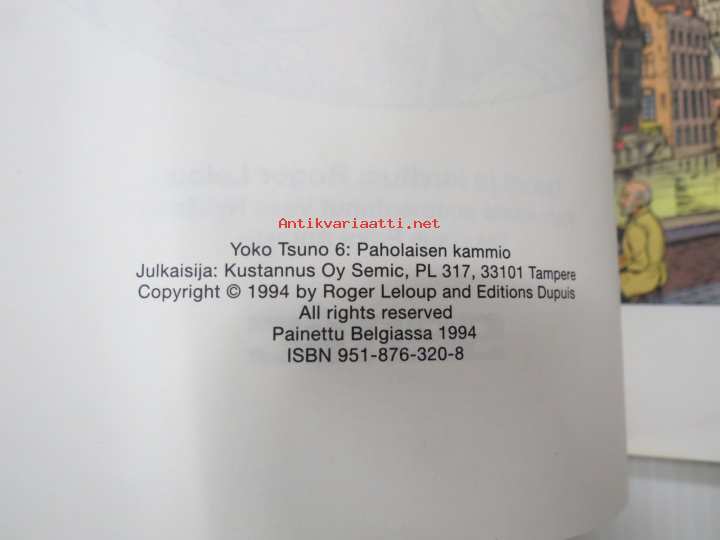 Antikvariaatti.net
Yoko Tsuno 6: Paholaisen kammio
Julkaisija: Kustannus Oy Semic, PL 317, 33101 Tampere
Copyright © 1994 by Roger Leloup and Editions Dupuis
All rights reserved
Painettu Belgiassa 1994
ISBN 951-876-320-8